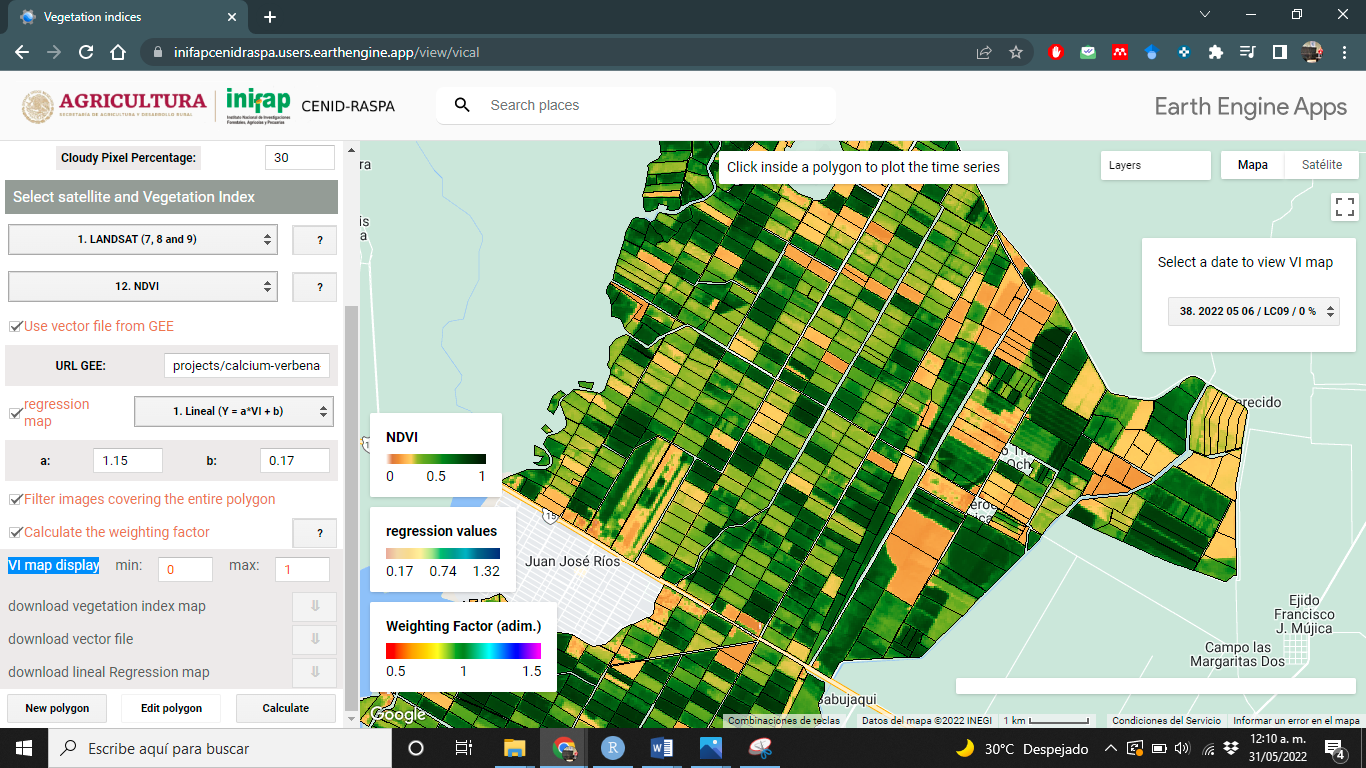 Vegetation indices
inifapcenidraspa.users.earthengine.app/view/vical
AGRICULTURA
SECRETARÍA DE AGRICULTURA Y DESARROLLO RURAL
inifap
Instituto Nacional de Investigaciones
Forestales, Agrícolas y Pecuarias
CENID-RASPA
Search places
Earth Engine Apps
Cloudy Pixel Percentage:
30
Select satellite and Vegetation Index
1. LANDSAT (7, 8 and 9)
?
12. NDVI
?
Use vector file from GEE
URL GEE:
projects/calcium-verbena
regression
map
1. Lineal (Y = a*VI + b)
a:
1.15
b:
0.17
Filter images covering the entire polygon
Calculate the weighting factor
?
VI map display
min:
0
max:
1
download vegetation index map
download vector file
download lineal Regression map
New polygon
Edit polygon
Calculate
Click inside a polygon to plot the time series
Layers
Mapa
Satélite
Select a date to view VI map
38. 2022 05 06 / LC09 / 0 %
NDVI
0 0.5 1
regression values
0.17 0.74 1.32
Weighting Factor (adim.)
0.5 1 1.5
ra
is
a
15
Juan José Ríos
arecido
Och
eroe
ica
Babujaqui
Ejido
Francisco
J. Mújica
Campo las
Margaritas Dos
Google
Combinaciones de teclas
Datos del mapa ©2022 INEGI
1 km
Condiciones del Servicio
Informar un error en el mapa
Escribe aquí para buscar
R
30°C Despejado
12:10 a. m.
31/05/2022
4